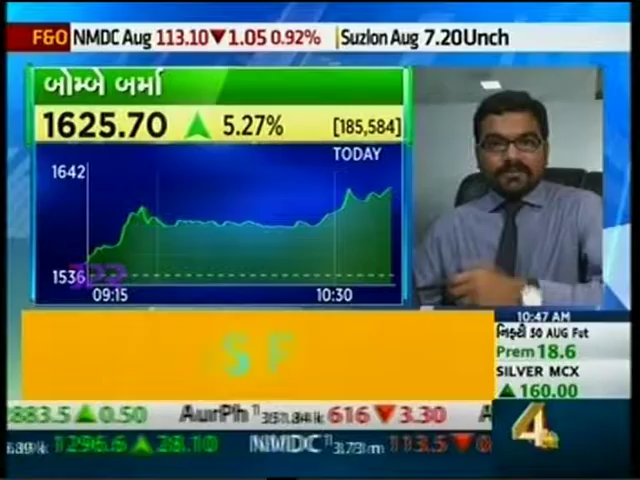 F&O NMDC Aug 113.10▼1.05 0.92% Suzlon Aug 7.20Unch
બોમ્બે બર્મા
1625.70 ▲ 5.27% [185,584]
TODAY
1642
1536
09:15 10:30
10:47 AM
નિફ્ટી 50 AUG Fut
Prem 18.6
SILVER MCX
▲ 160.00
S F
883.5 ▲ 0.50 AurPh 616 ▼ 3.30 A
1296.6 ▲ 28.10 NMDC 113.5 ▼